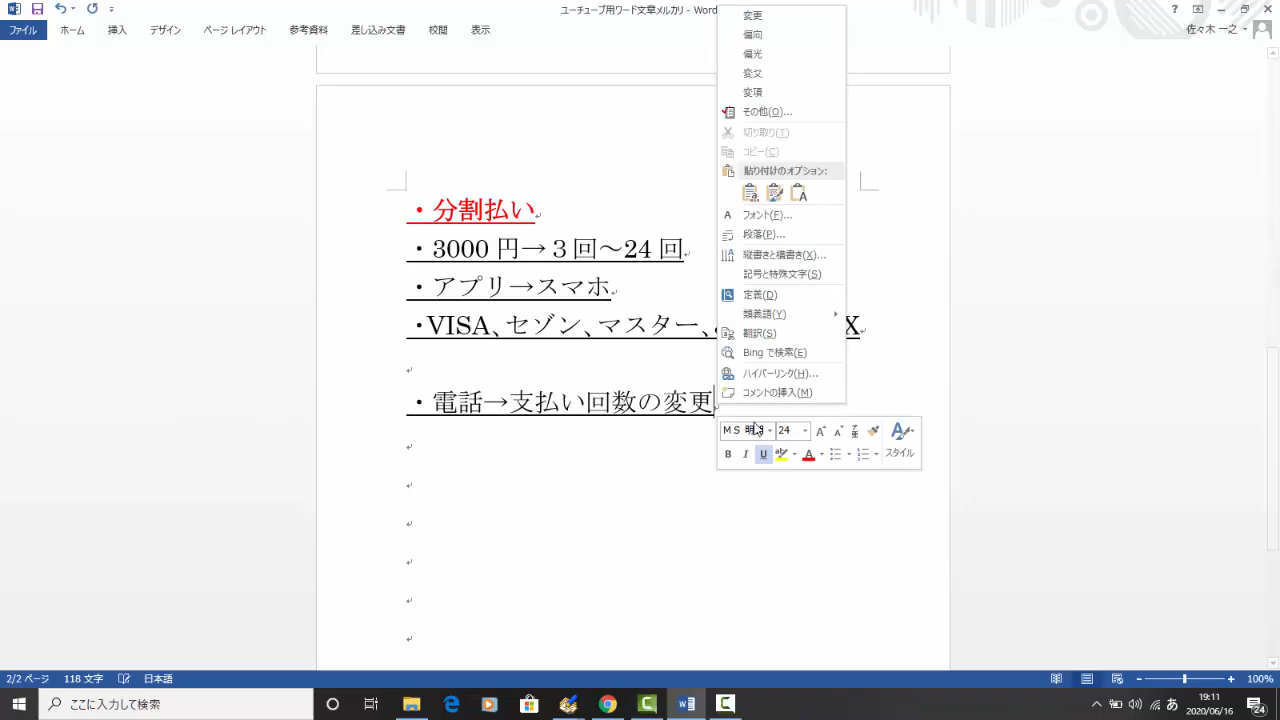 ユーチューブ用ワード文章メルカリ - Word
ファイル ホーム 挿入 デザイン ページ レイアウト 参考資料 差し込み文書 校閲 表示
佐々木 一之
変更
偏向
偏光
変爻
変項
その他(O)...
切り取り(T)
コピー(C)
貼り付けのオプション:
フォント(F)...
段落(P)...
縦書きと横書き(X)...
記号と特殊文字(S)
定義(D)
類義語(Y)
翻訳(S)
Bing で検索(E)
ハイパーリンク(H)...
コメントの挿入(M)
・分割払い
・3000 円→３回～24 回
・アプリ→スマホ
・VISA、セゾン、マスター、
X
・電話→支払い回数の変更
ＭＳ 明 24
B I U A スタイル
2/2 ページ 118 文字 日本語
100%
ここに入力して検索
あ
19:11
2020/06/16
24